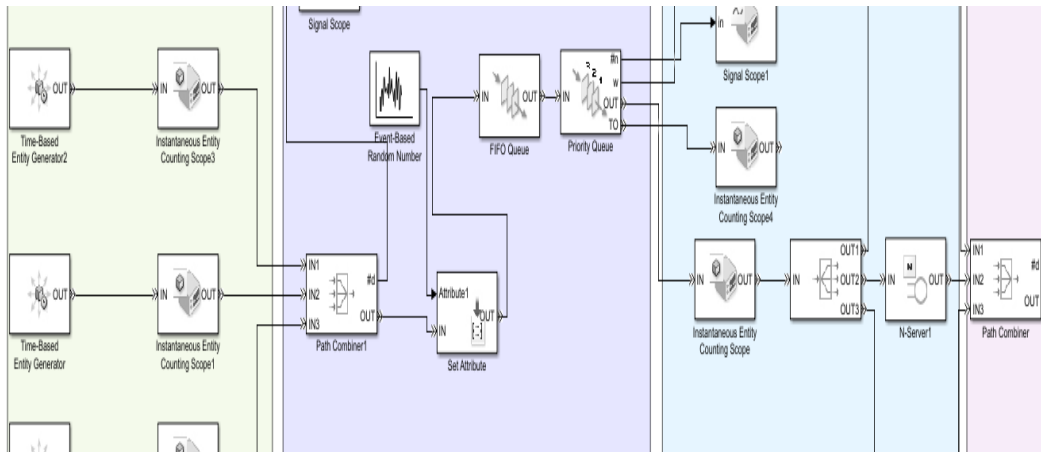 Signal Scope
OUT
Time-Based
Entity Generator2
IN
OUT
Instantaneous Entity
Counting Scope3
Event-Based
Random Number
IN
OUT
FIFO Queue
IN
3
2
1
#n
w
OUT
TO
Priority Queue
in
Signal Scope1
IN
OUT
Instantaneous Entity
Counting Scope4
OUT
Time-Based
Entity Generator
IN
OUT
Instantaneous Entity
Counting Scope1
IN1
IN2
IN3
#d
OUT
Path Combiner1
Attribute1
IN
OUT
Set Attribute
IN
OUT
Instantaneous Entity
Counting Scope
IN
OUT1
OUT2
OUT3
IN
N
OUT
N-Server1
IN1
IN2
IN3
#d
OUT
Path Combiner